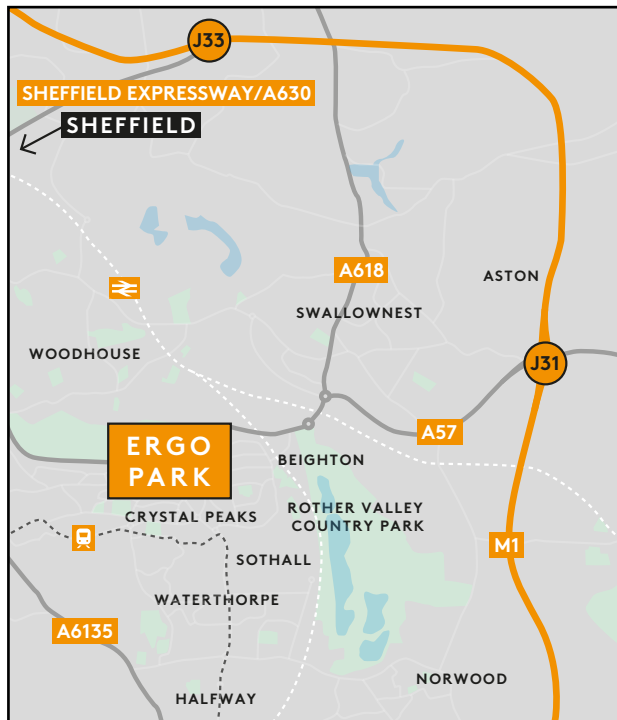 J33
SHEFFIELD EXPRESSWAY/A630
SHEFFIELD
A618
ASTON
SWALLOWNEST
WOODHOUSE
J31
A57
ERGO
PARK
BEIGHTON
ROTHER VALLEY
COUNTRY PARK
CRYSTAL PEAKS
M1
SOTHALL
WATERTHORPE
A6135
NORWOOD
HALFWAY